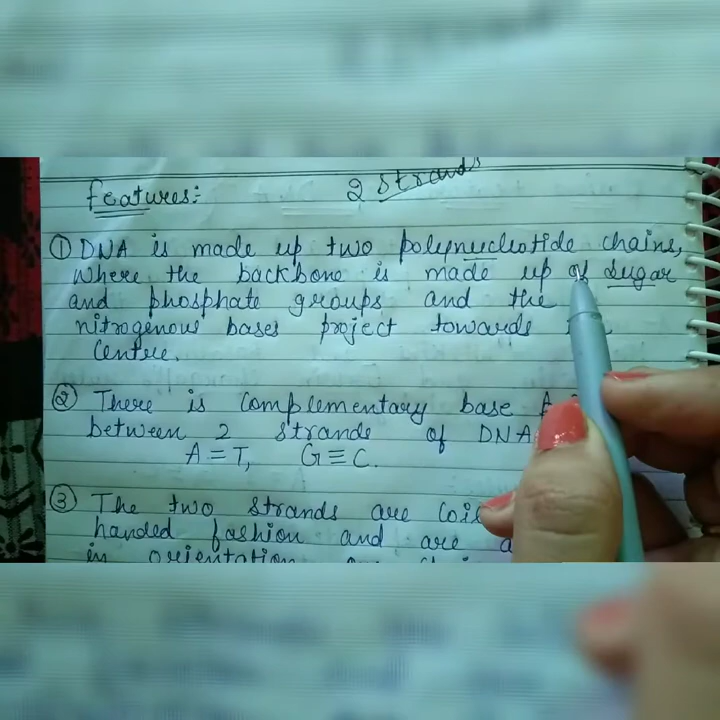 features:- 2 strands
① DNA is made up two polynucleotide chains,
where the backbone is made up of sugar
and phosphate groups and the
nitrogenous bases project towards
centre.
② There is complementary base
between 2 strands of DNA
A=T, G≡C.
③ The two strands are
handed fashion and are
in orientation